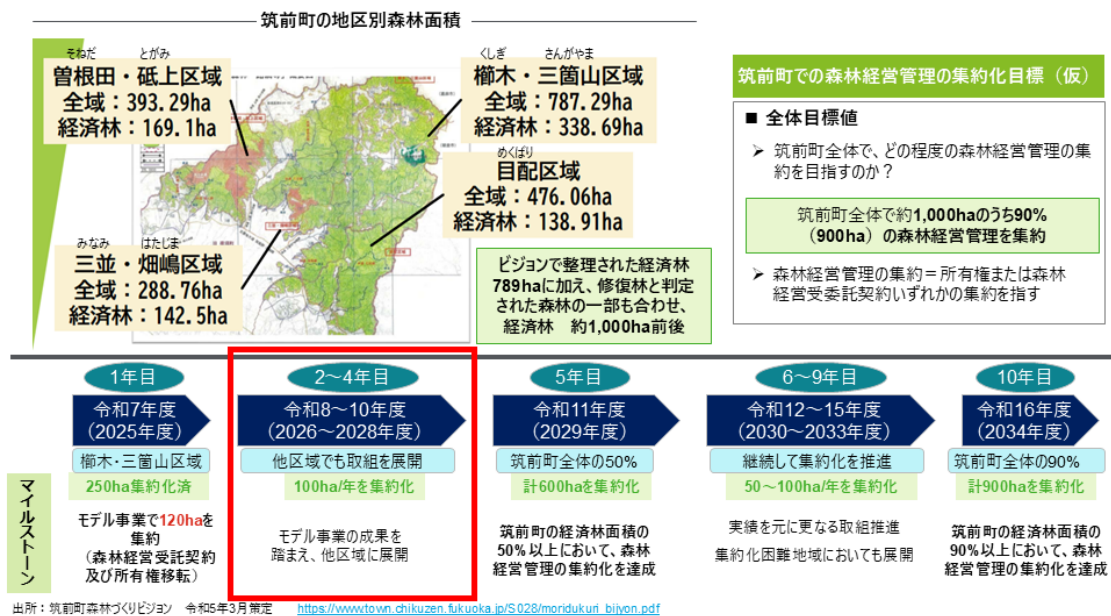 筑前町の地区別森林面積
そねだ とがみ
曽根田・砥上区域
全域：393.29ha
経済林：169.1ha
くしぎ さんがやま
櫛木・三箇山区域
全域：787.29ha
経済林：338.69ha
めくばり
目配区域
全域：476.06ha
経済林：138.91ha
みなみ はたじま
三並・畑嶋区域
全域：288.76ha
経済林：142.5ha
ビジョンで整理された経済林
789haに加え、修復林と判定
された森林の一部も合わせ、
経済林　約1,000ha前後
筑前町での森林経営管理の集約化目標（仮）
■ 全体目標値
➢ 筑前町全体で、どの程度の森林経営管理の集
約を目指すのか？
筑前町全体で約1,000haのうち90%
（900ha）の森林経営管理を集約
➢ 森林経営管理の集約＝所有権または森林
経営受委託契約いずれかの集約を指す
マイルストーン
1年目
令和7年度
（2025年度）
櫛木・三箇山区域
250ha集約化済
モデル事業で120haを
集約
（森林経営受託契約
及び所有権移転）
2～4年目
令和8～10年度
（2026～2028年度）
他区域でも取組を展開
100ha/年を集約化
モデル事業の成果を
踏まえ、他区域に展開
5年目
令和11年度
（2029年度）
筑前町全体の50%
計600haを集約化
筑前町の経済林面積の
50%以上において、森林
経営管理の集約化を達成
6～9年目
令和12～15年度
（2030～2033年度）
継続して集約化を推進
50～100ha/年を集約化
実績を元に更なる取組推進
集約化困難地域においても展開
10年目
令和16年度
（2034年度）
筑前町全体の90%
計900haを集約化
筑前町の経済林面積の
90%以上において、森林
経営管理の集約化を達成
出所：筑前町森林づくりビジョン　令和5年3月策定　https://www.town.chikuzen.fukuoka.jp/S028/moridukuri_bijyon.pdf